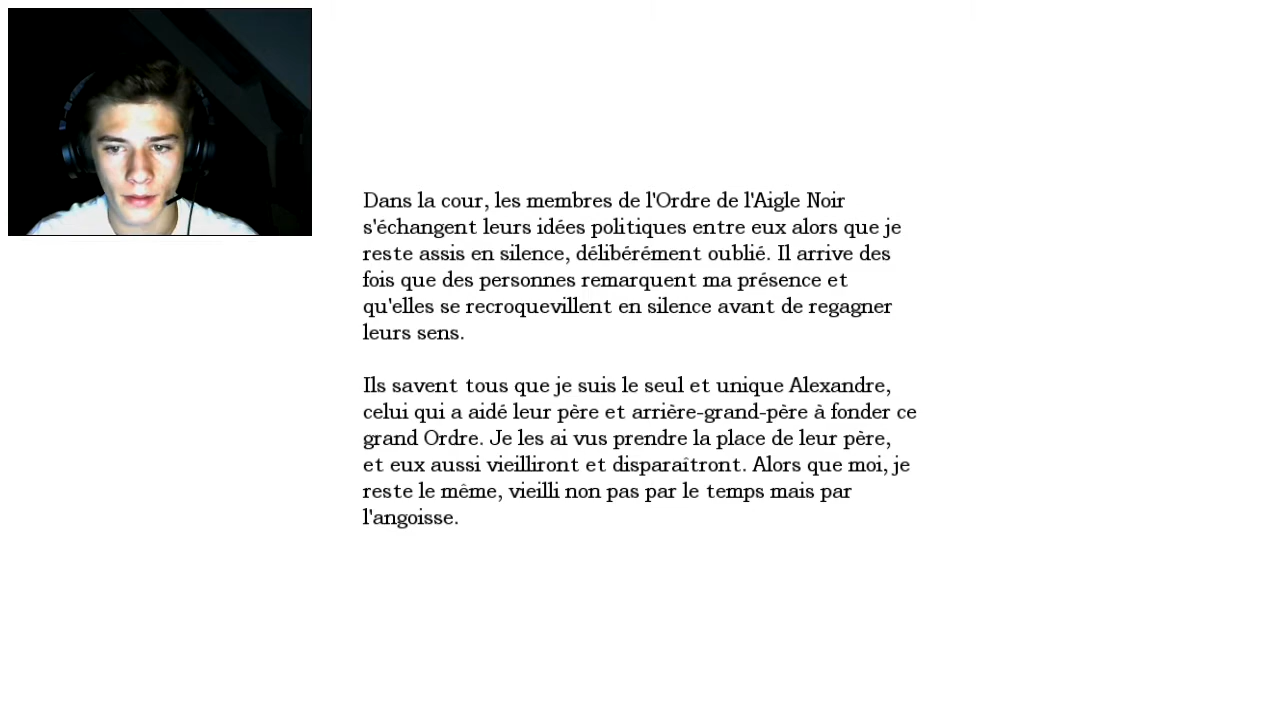 Dans la cour, les membres de l'Ordre de l'Aigle Noir
s'échangent leurs idées politiques entre eux alors que je
reste assis en silence, délibérément oublié. Il arrive des
fois que des personnes remarquent ma présence et
qu'elles se recroquevillent en silence avant de regagner
leurs sens.
Ils savent tous que je suis le seul et unique Alexandre,
celui qui a aidé leur père et arrière-grand-père à fonder ce
grand Ordre. Je les ai vus prendre la place de leur père,
et eux aussi vieilliront et disparaîtront. Alors que moi, je
reste le même, vieilli non pas par le temps mais par
l'angoisse.